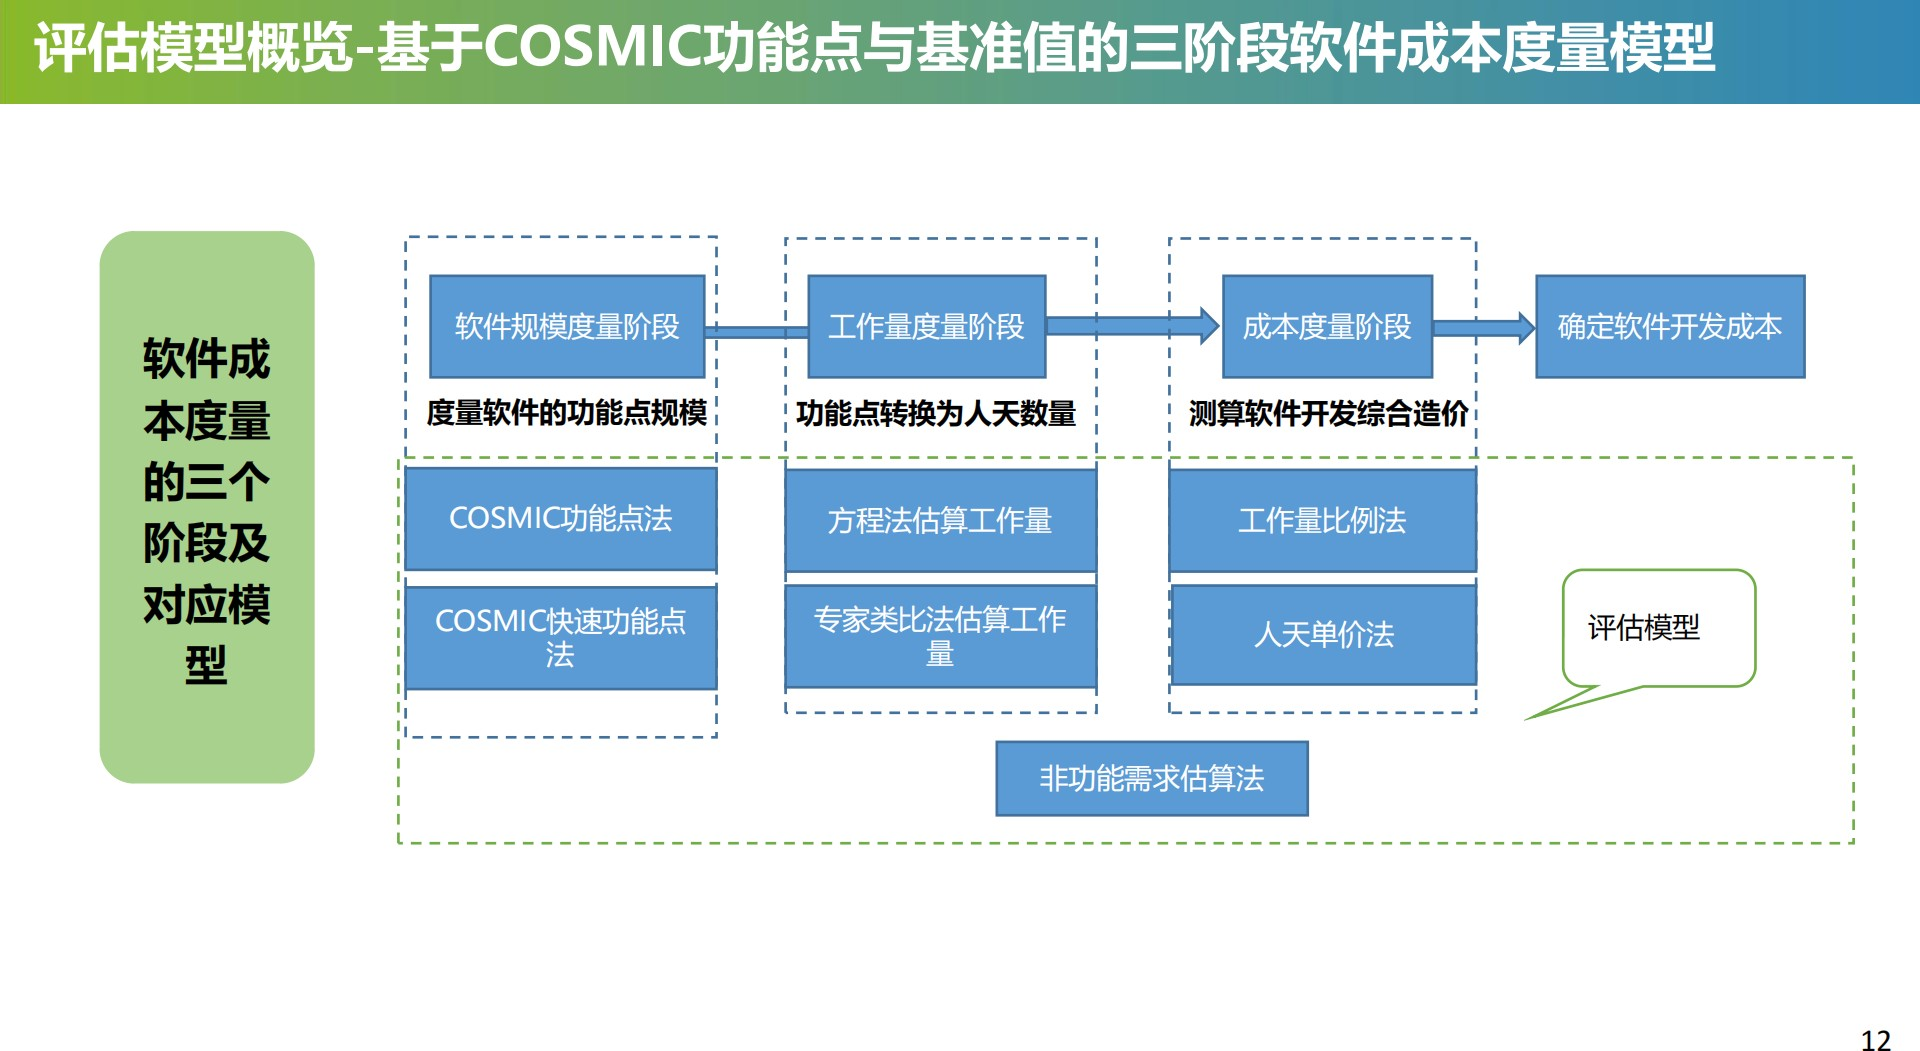 评估模型概览-基于COSMIC功能点与基准值的三阶段软件成本度量模型
软件成
本度量
的三个
阶段及
对应模
型
软件规模度量阶段
工作量度量阶段
成本度量阶段
确定软件开发成本
度量软件的功能点规模
功能点转换为人天数量
测算软件开发综合造价
COSMIC功能点法
方程法估算工作量
工作量比例法
COSMIC快速功能点
法
专家类比法估算工作
量
人天单价法
评估模型
非功能需求估算法
12